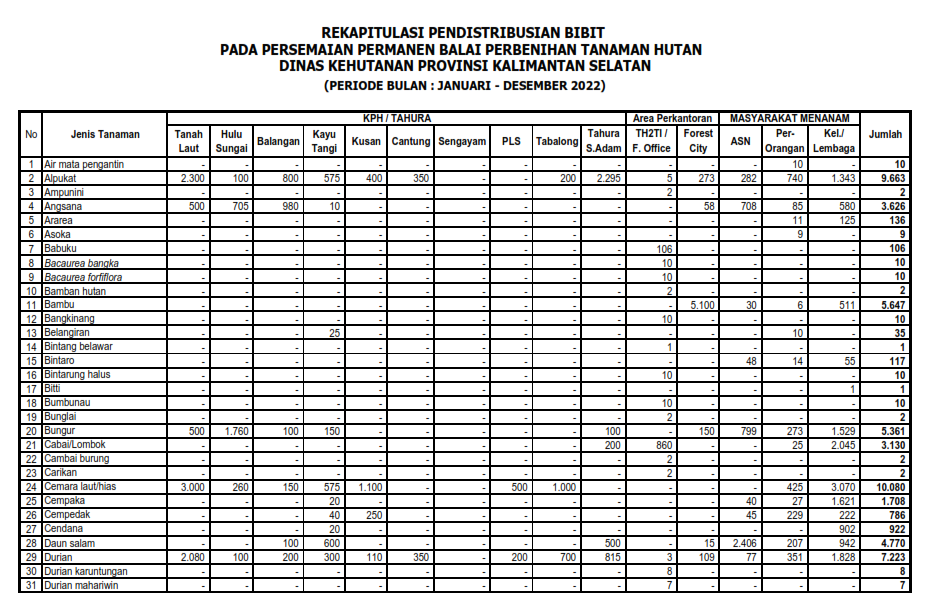 REKAPITULASI PENDISTRIBUSIAN BIBIT
PADA PERSEMAIAN PERMANEN BALAI PERBENIHAN TANAMAN HUTAN
DINAS KEHUTANAN PROVINSI KALIMANTAN SELATAN
(PERIODE BULAN : JANUARI - DESEMBER 2022)
No Jenis Tanaman KPH / TAHURA Area Perkantoran MASYARAKAT MENANAM Jumlah
Tanah Laut Hulu Sungai Balangan Kayu Tangi Kusan Cantung Sengayam PLS Tabalong Tahura S.Adam TH2TI / F. Office Forest City ASN Per-Orangan Kel./ Lembaga
1 Air mata pengantin - - - - - - - - - - - - - 10 - 10
2 Alpukat 2.300 100 800 575 400 350 - - 200 2.295 5 273 282 740 1.343 9.663
3 Ampunini - - - - - - - - - - 2 - - - - 2
4 Angsana 500 705 980 10 - - - - - - - 58 708 85 580 3.626
5 Ararea - - - - - - - - - - - - - 11 125 136
6 Asoka - - - - - - - - - - - - - 9 - 9
7 Babuku - - - - - - - - - - 106 - - - - 106
8 Bacaurea bangka - - - - - - - - - - 10 - - - - 10
9 Bacaurea forfiflora - - - - - - - - - - 10 - - - - 10
10 Bamban hutan - - - - - - - - - - 2 - - - - 2
11 Bambu - - - - - - - - - - - 5.100 30 6 511 5.647
12 Bangkinang - - - - - - - - - - 10 - - - - 10
13 Belangiran - - - 25 - - - - - - - - - 10 - 35
14 Bintang belawar - - - - - - - - - - 1 - - - - 1
15 Bintaro - - - - - - - - - - - - 48 14 55 117
16 Bintarung halus - - - - - - - - - - 10 - - - - 10
17 Bitti - - - - - - - - - - - - - - 1 1
18 Bumbunau - - - - - - - - - - 10 - - - - 10
19 Bunglai - - - - - - - - - - 2 - - - - 2
20 Bungur 500 1.760 100 150 - - - - - 100 - 150 799 273 1.529 5.361
21 Cabai/Lombok - - - - - - - - - 200 860 - - 25 2.045 3.130
22 Cambai burung - - - - - - - - - - 2 - - - - 2
23 Carikan - - - - - - - - - - 2 - - - - 2
24 Cemara laut/hias 3.000 260 150 575 1.100 - - 500 1.000 - - - - 425 3.070 10.080
25 Cempaka - - - 20 - - - - - - - - 40 27 1.621 1.708
26 Cempedak - - - 40 250 - - - - - - - 45 229 222 786
27 Cendana - - - 20 - - - - - - - - - - 902 922
28 Daun salam - - 100 600 - - - - - 500 - 15 2.406 207 942 4.770
29 Durian 2.080 100 200 300 110 350 - 200 700 815 3 109 77 351 1.828 7.223
30 Durian karuntungan - - - - - - - - - - 8 - - - - 8
31 Durian mahariwin - - - - - - - - - - 7 - - - - 7